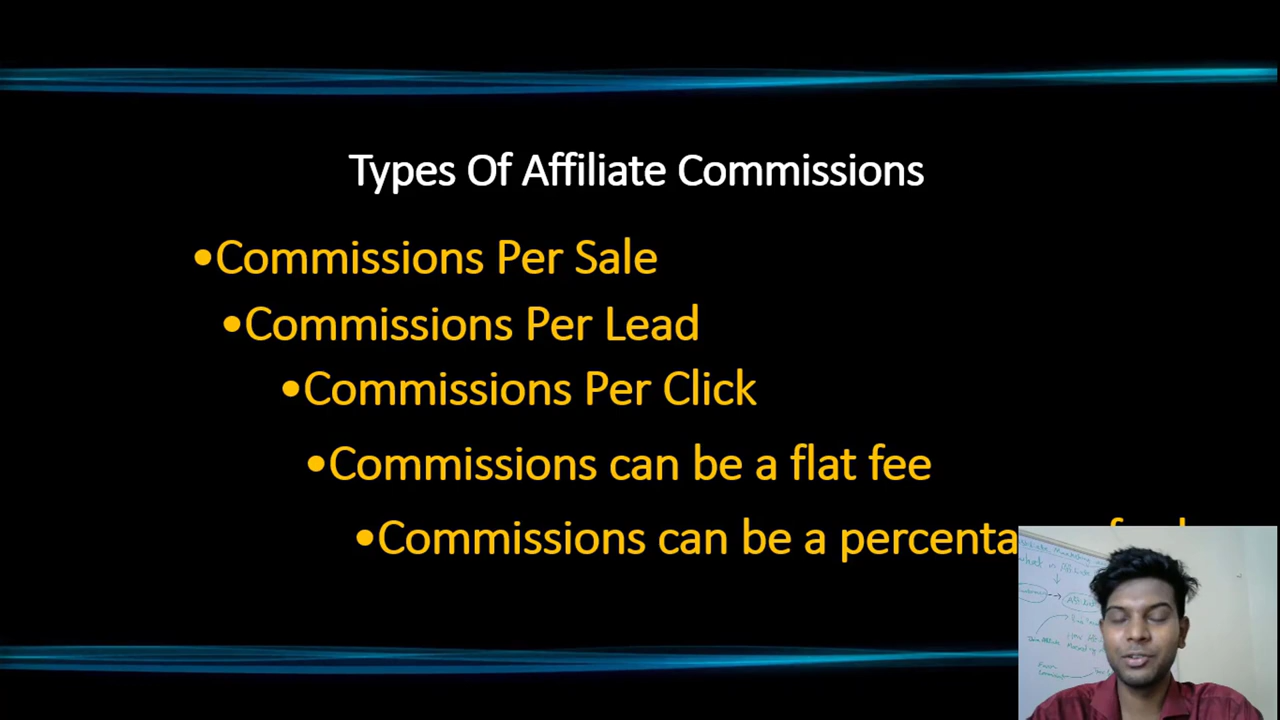 Types Of Affiliate Commissions
•Commissions Per Sale
•Commissions Per Lead
•Commissions Per Click
•Commissions can be a flat fee
•Commissions can be a